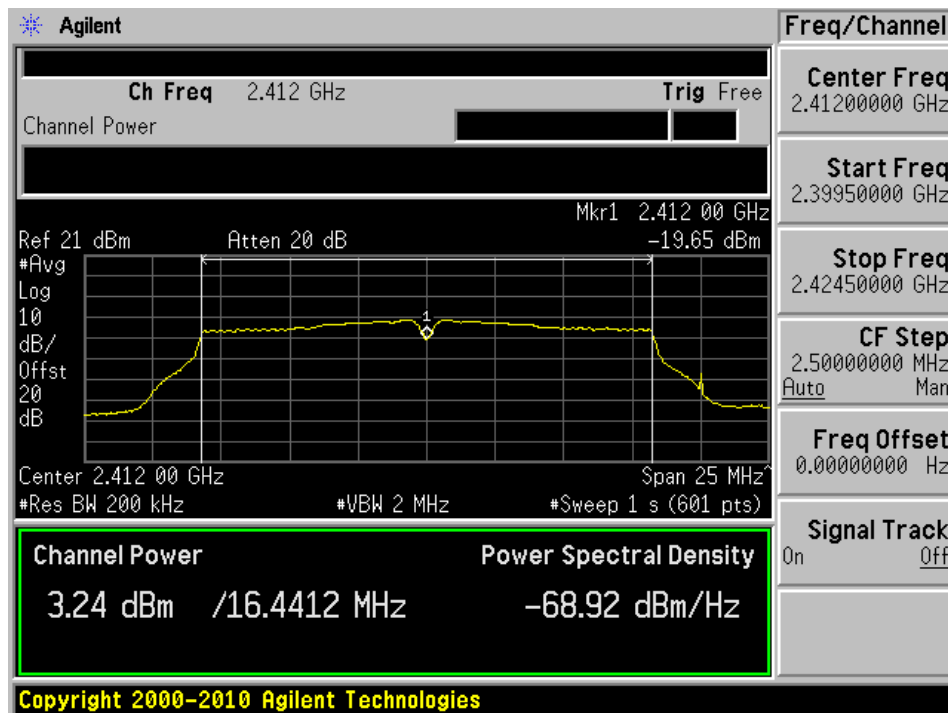 Agilent
Freq/Channel
Ch Freq 2.412 GHz Trig Free
Channel Power
Mkr1 2.412 00 GHz
Ref 21 dBm Atten 20 dB -19.65 dBm
#Avg
Log
10
dB/
Offst
20
dB
1
Center 2.412 00 GHz Span 25 MHz^
#Res BW 200 kHz #VBW 2 MHz #Sweep 1 s (601 pts)
Channel Power Power Spectral Density
3.24 dBm /16.4412 MHz -68.92 dBm/Hz
Center Freq
2.41200000 GHz
Start Freq
2.39950000 GHz
Stop Freq
2.42450000 GHz
CF Step
2.50000000 MHz
Auto Man
Freq Offset
0.00000000 Hz
Signal Track
On Off
Copyright 2000-2010 Agilent Technologies